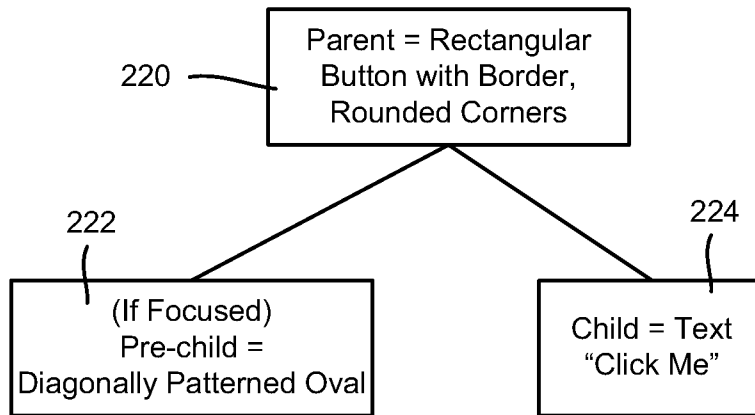 Parent = Rectangular
Button with Border,
Rounded Corners
220
222
(If Focused)
Pre-child =
Diagonally Patterned Oval
224
Child = Text
“Click Me”